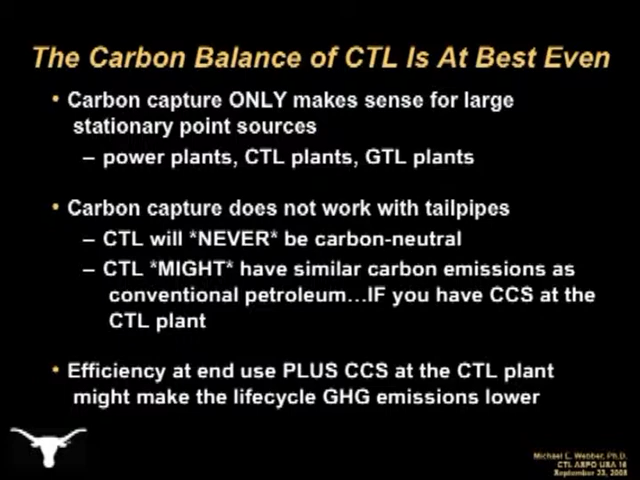 The Carbon Balance of CTL Is At Best Even
• Carbon capture ONLY makes sense for large
stationary point sources
– power plants, CTL plants, GTL plants
• Carbon capture does not work with tailpipes
– CTL will *NEVER* be carbon-neutral
– CTL *MIGHT* have similar carbon emissions as
conventional petroleum…IF you have CCS at the
CTL plant
• Efficiency at end use PLUS CCS at the CTL plant
might make the lifecycle GHG emissions lower
Michael E. Webber, Ph.D.
CTL ASPO USA
September 23, 2008